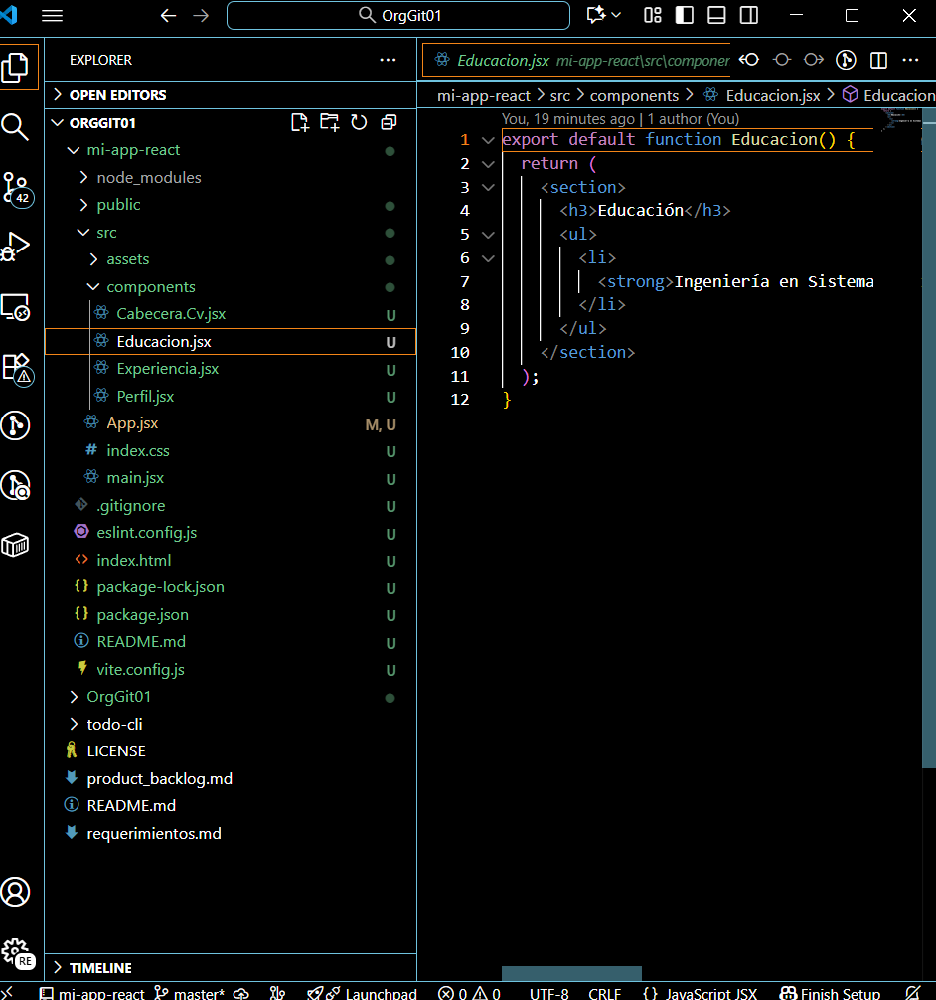 OrgGit01
EXPLORER
OPEN EDITORS
ORGGIT01
mi-app-react
node_modules
public
src
assets
components
Cabecera.Cv.jsx U
Educacion.jsx U
Experiencia.jsx U
Perfil.jsx U
App.jsx M, U
# index.css U
main.jsx U
.gitignore U
eslint.config.js U
<> index.html U
{} package-lock.json U
{} package.json U
README.md U
vite.config.js U
OrgGit01
todo-cli
LICENSE
product_backlog.md
README.md
requerimientos.md
TIMELINE
42
RE
Educacion.jsx mi-app-react\src\componer
mi-app-react > src > components > Educacion.jsx > Educacion
You, 19 minutes ago | 1 author (You)
1 export default function Educacion() {
2 return (
3 <section>
4 <h3>Educación</h3>
5 <ul>
6 <li>
7 <strong>Ingeniería en Sistema
8 </li>
9 </ul>
10 </section>
11 );
12 }
mi-app-react master* Launchpad 0 0 UTF-8 CRLF {} JavaScript JSX Finish Setup